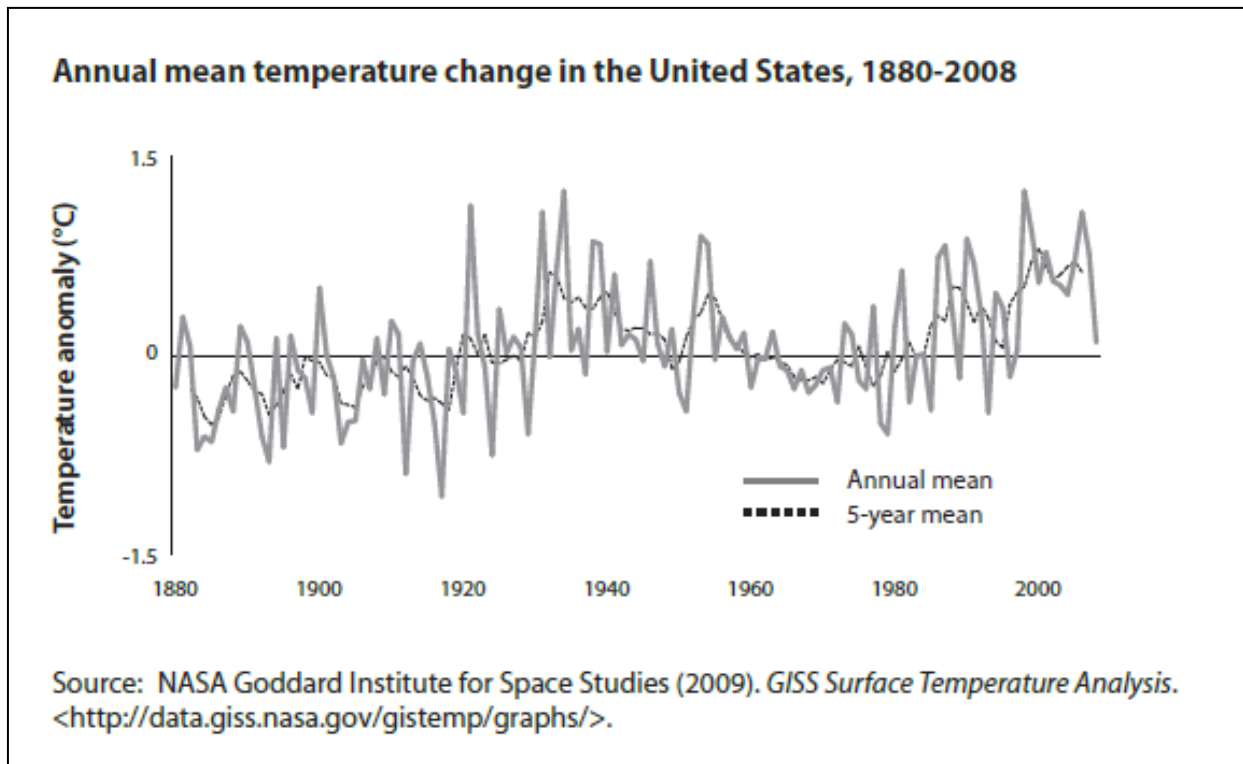 Annual mean temperature change in the United States, 1880-2008
1.5
Temperature anomaly (°C)
0
Annual mean
5-year mean
-1.5
1880 1900 1920 1940 1960 1980 2000
Source: NASA Goddard Institute for Space Studies (2009). GISS Surface Temperature Analysis.
<http://data.giss.nasa.gov/gistemp/graphs/>.